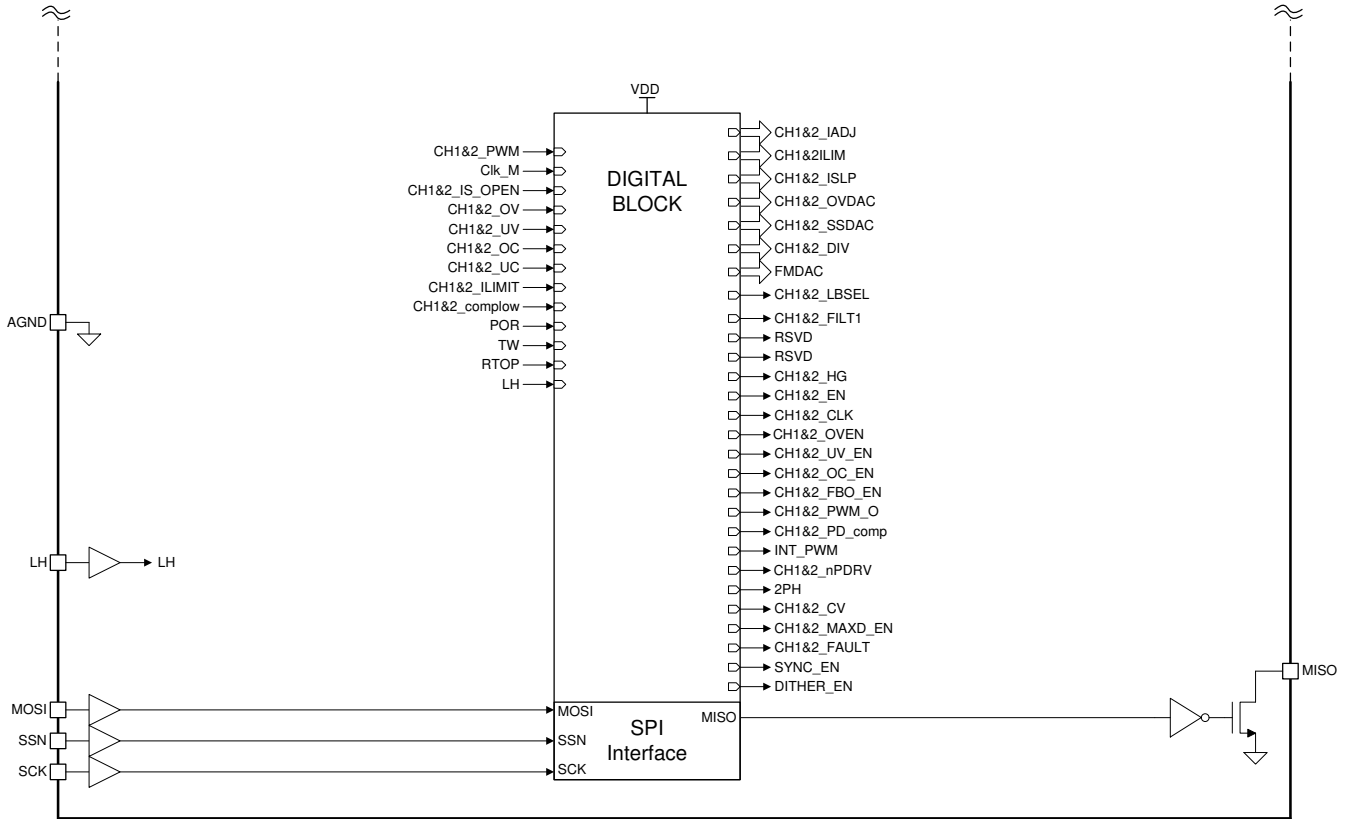 VDD
DIGITAL
BLOCK
CH1&2_PWM
Clk_M
CH1&2_IS_OPEN
CH1&2_OV
CH1&2_UV
CH1&2_OC
CH1&2_UC
CH1&2_ILIMIT
CH1&2_complow
POR
TW
RTOP
LH
CH1&2_IADJ
CH1&2ILIM
CH1&2_ISLP
CH1&2_OVDAC
CH1&2_SSDAC
CH1&2_DIV
FMDAC
CH1&2_LBSEL
CH1&2_FILT1
RSVD
RSVD
CH1&2_HG
CH1&2_EN
CH1&2_CLK
CH1&2_OVEN
CH1&2_UV_EN
CH1&2_OC_EN
CH1&2_FBO_EN
CH1&2_PWM_O
CH1&2_PD_comp
INT_PWM
CH1&2_nPDRV
2PH
CH1&2_CV
CH1&2_MAXD_EN
CH1&2_FAULT
SYNC_EN
DITHER_EN
AGND
LH
LH
MOSI
SSN
SCK
MOSI
SSN
SCK
SPI
Interface
MISO
MISO